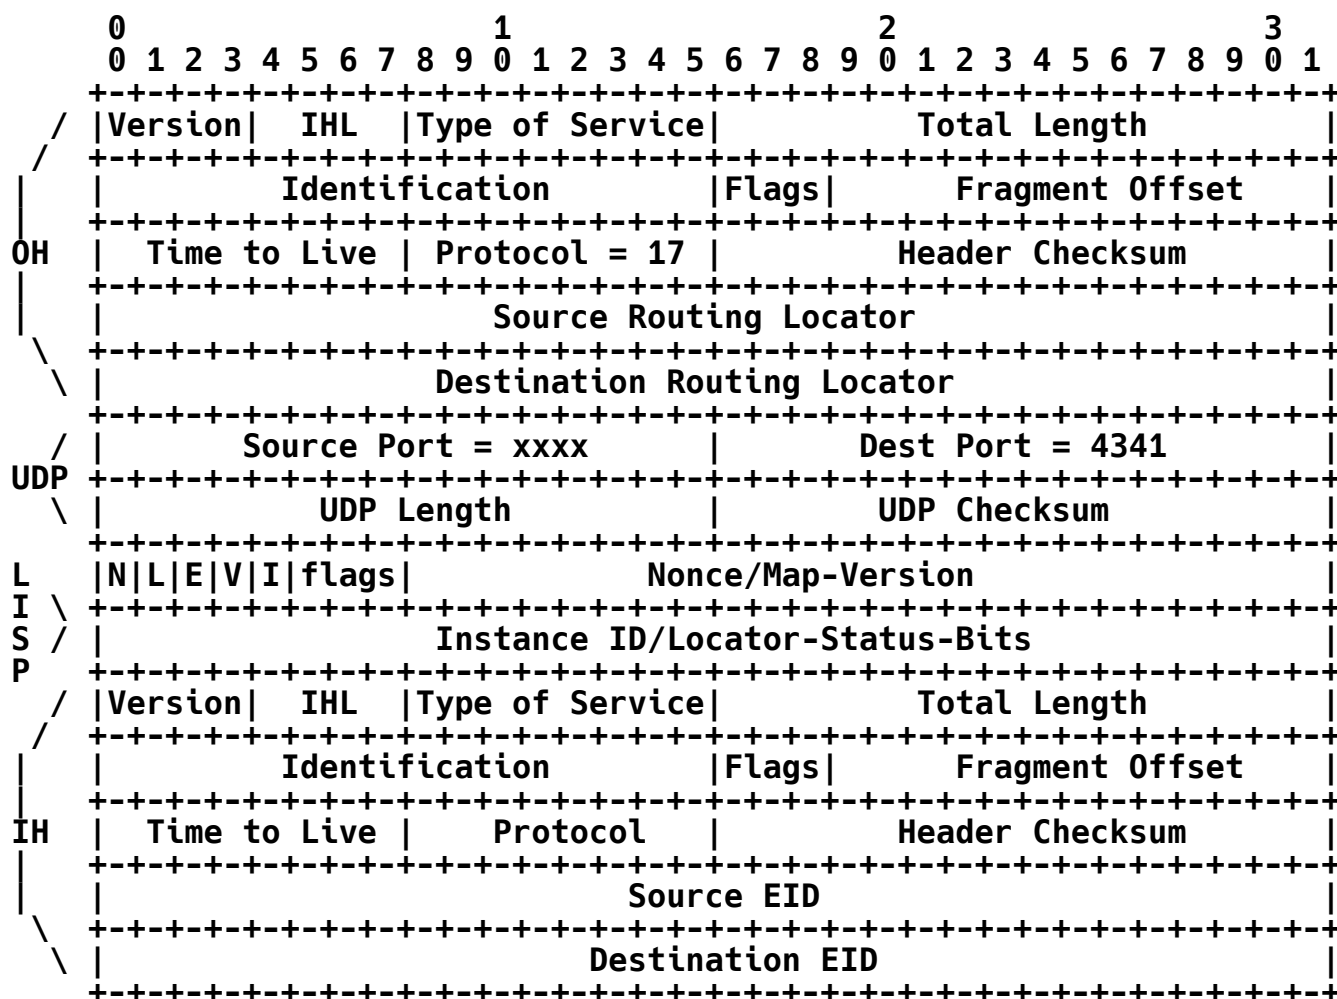 0                   1                   2                   3
 0 1 2 3 4 5 6 7 8 9 0 1 2 3 4 5 6 7 8 9 0 1 2 3 4 5 6 7 8 9 0 1
    +-+-+-+-+-+-+-+-+-+-+-+-+-+-+-+-+-+-+-+-+-+-+-+-+-+-+-+-+-+-+-+-+
  / |Version|  IHL  |Type of Service|          Total Length         |
 /  +-+-+-+-+-+-+-+-+-+-+-+-+-+-+-+-+-+-+-+-+-+-+-+-+-+-+-+-+-+-+-+-+
|   |         Identification        |Flags|      Fragment Offset    |
|   +-+-+-+-+-+-+-+-+-+-+-+-+-+-+-+-+-+-+-+-+-+-+-+-+-+-+-+-+-+-+-+-+
OH  |  Time to Live | Protocol = 17 |         Header Checksum       |
|   +-+-+-+-+-+-+-+-+-+-+-+-+-+-+-+-+-+-+-+-+-+-+-+-+-+-+-+-+-+-+-+-+
|   |                    Source Routing Locator                     |
 \  +-+-+-+-+-+-+-+-+-+-+-+-+-+-+-+-+-+-+-+-+-+-+-+-+-+-+-+-+-+-+-+-+
  \ |                 Destination Routing Locator                   |
    +-+-+-+-+-+-+-+-+-+-+-+-+-+-+-+-+-+-+-+-+-+-+-+-+-+-+-+-+-+-+-+-+
  / |       Source Port = xxxx      |       Dest Port = 4341        |
UDP +-+-+-+-+-+-+-+-+-+-+-+-+-+-+-+-+-+-+-+-+-+-+-+-+-+-+-+-+-+-+-+-+
  \ |           UDP Length          |        UDP Checksum           |
    +-+-+-+-+-+-+-+-+-+-+-+-+-+-+-+-+-+-+-+-+-+-+-+-+-+-+-+-+-+-+-+-+
L   |N|L|E|V|I|flags|            Nonce/Map-Version                  |
I \ +-+-+-+-+-+-+-+-+-+-+-+-+-+-+-+-+-+-+-+-+-+-+-+-+-+-+-+-+-+-+-+-+
S / |                 Instance ID/Locator-Status-Bits               |
P   +-+-+-+-+-+-+-+-+-+-+-+-+-+-+-+-+-+-+-+-+-+-+-+-+-+-+-+-+-+-+-+-+
  / |Version|  IHL  |Type of Service|          Total Length         |
 /  +-+-+-+-+-+-+-+-+-+-+-+-+-+-+-+-+-+-+-+-+-+-+-+-+-+-+-+-+-+-+-+-+
|   |         Identification        |Flags|      Fragment Offset    |
|   +-+-+-+-+-+-+-+-+-+-+-+-+-+-+-+-+-+-+-+-+-+-+-+-+-+-+-+-+-+-+-+-+
IH  |  Time to Live |    Protocol   |         Header Checksum       |
|   +-+-+-+-+-+-+-+-+-+-+-+-+-+-+-+-+-+-+-+-+-+-+-+-+-+-+-+-+-+-+-+-+
|   |                           Source EID                          |
 \  +-+-+-+-+-+-+-+-+-+-+-+-+-+-+-+-+-+-+-+-+-+-+-+-+-+-+-+-+-+-+-+-+
  \ |                         Destination EID                       |
    +-+-+-+-+-+-+-+-+-+-+-+-+-+-+-+-+-+-+-+-+-+-+-+-+-+-+-+-+-+-+-+-+